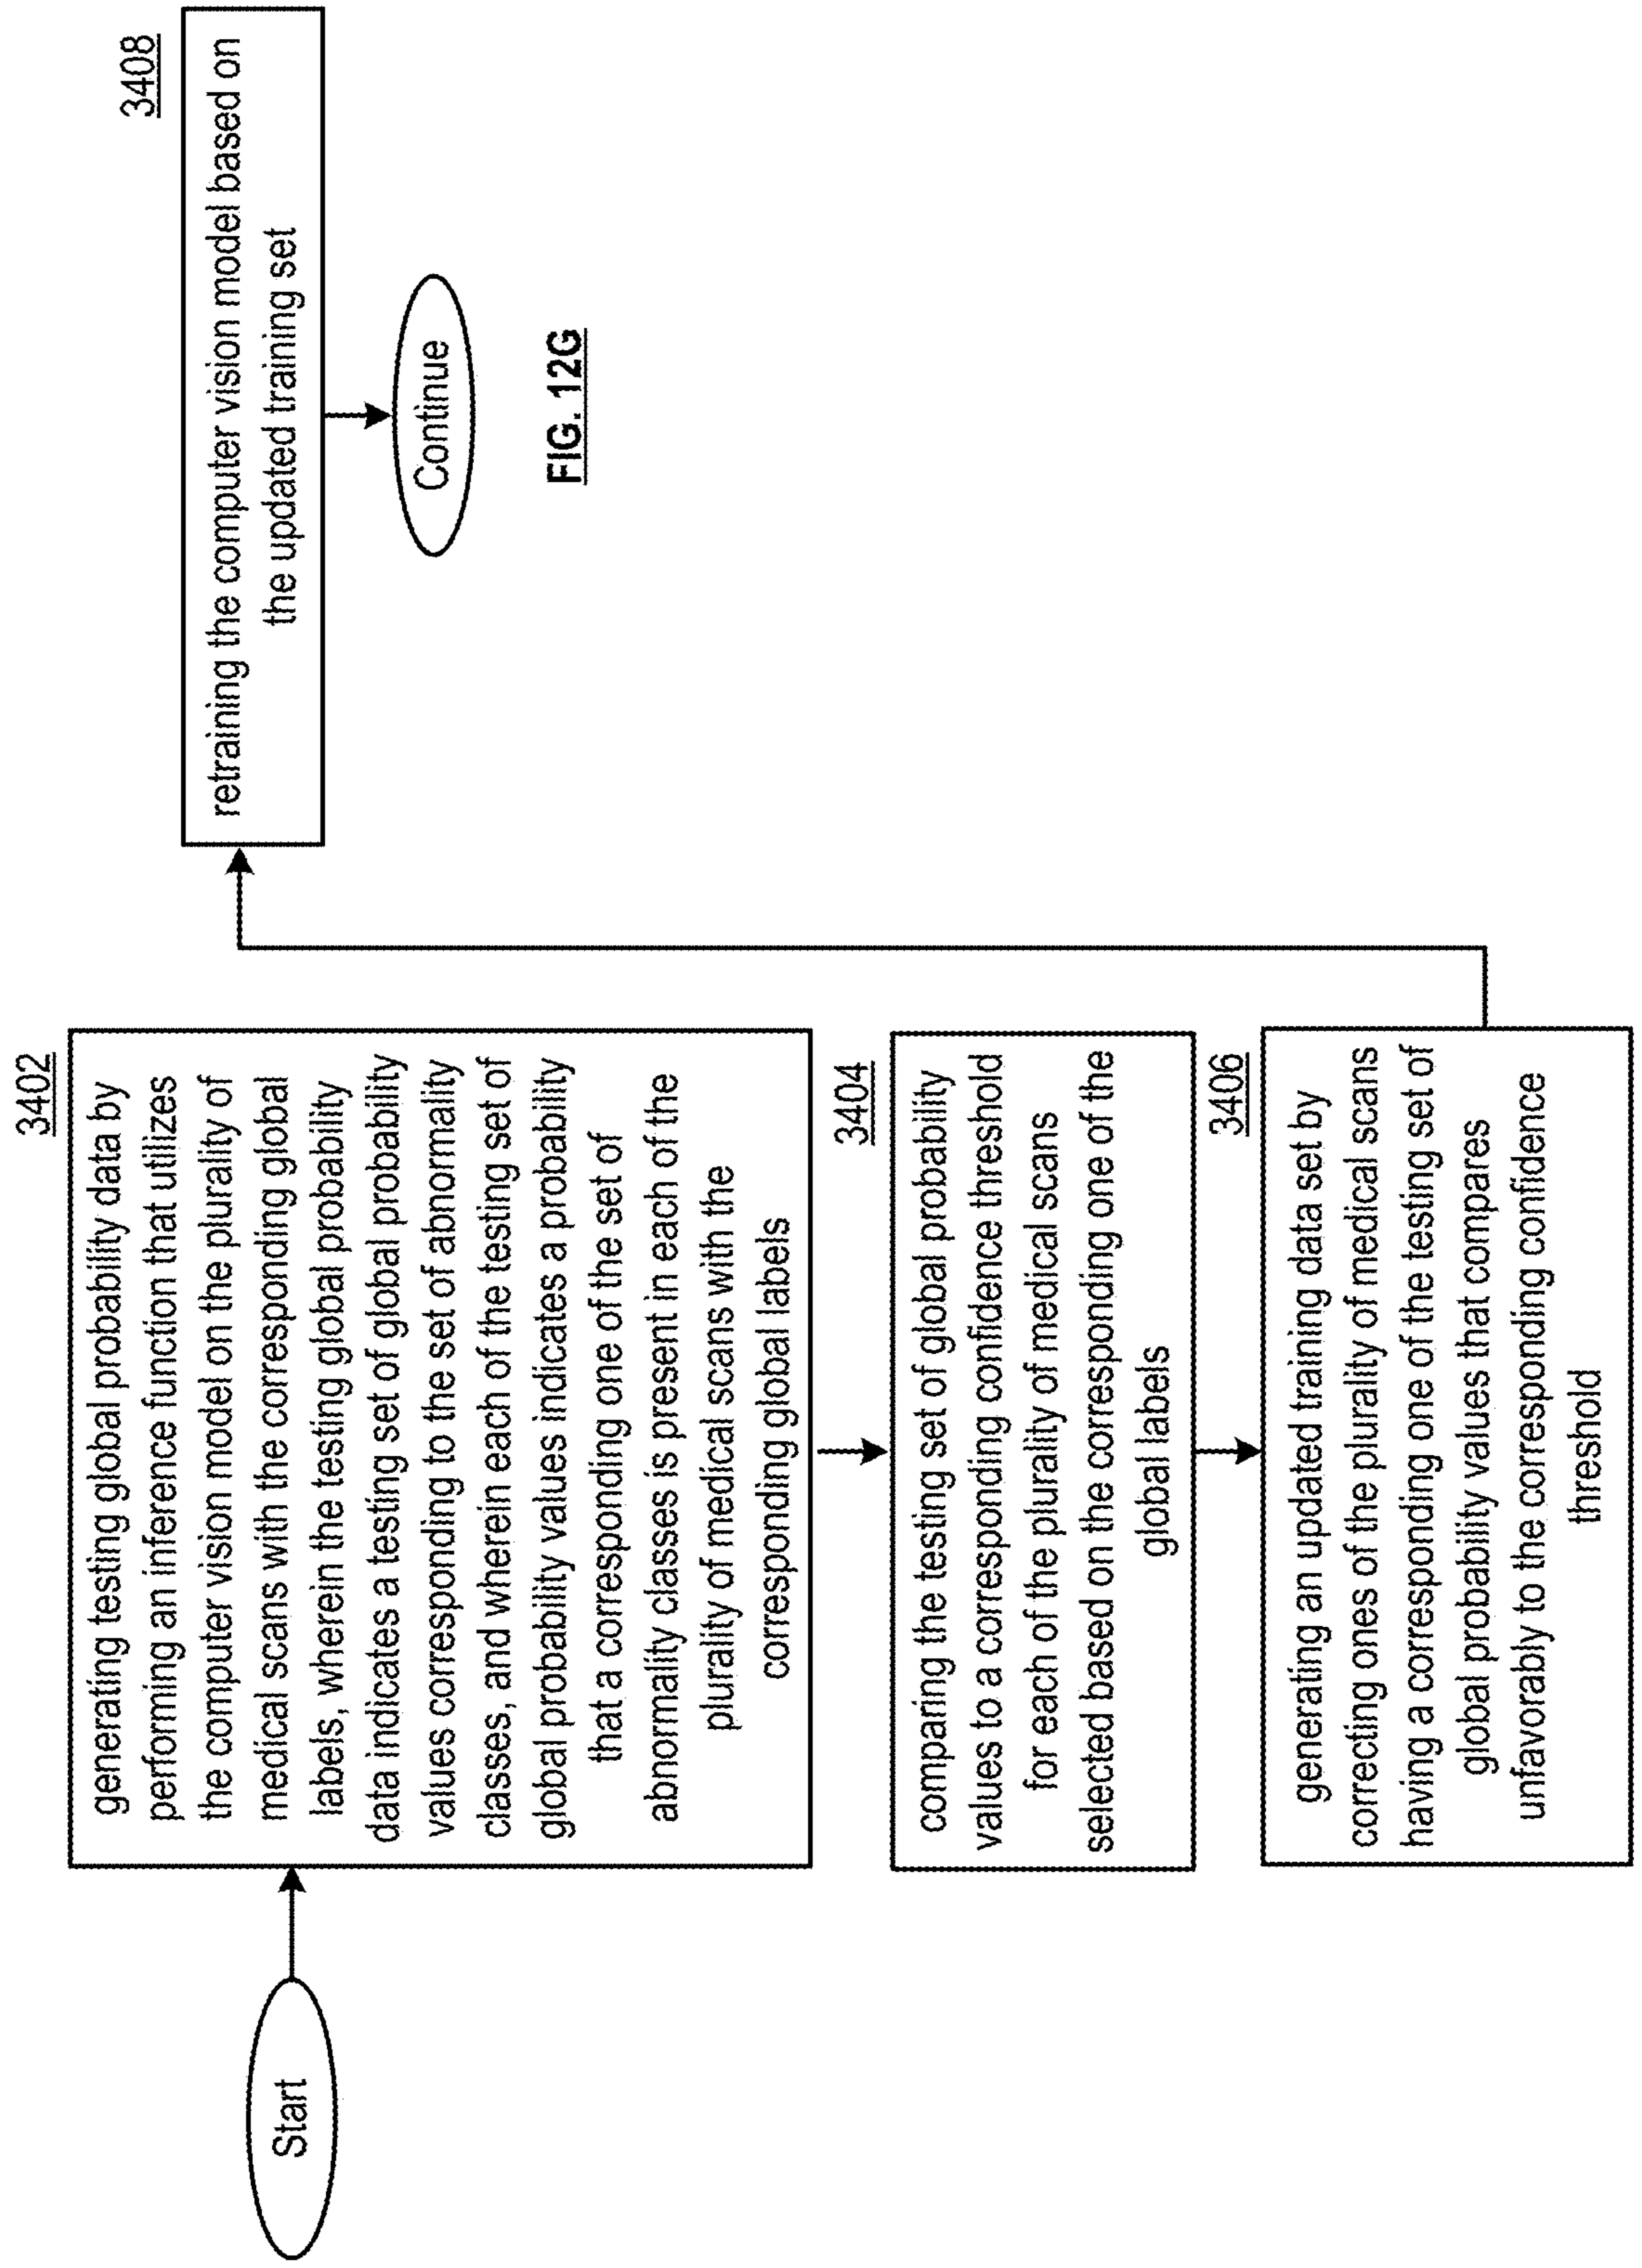 Start
3402
generating testing global probability data by
performing an inference function that utilizes
the computer vision model on the plurality of
medical scans with the corresponding global
labels, wherein the testing global probability
data indicates a testing set of global probability
values corresponding to the set of abnormality
classes, and wherein each of the testing set of
global probability values indicates a probability
that a corresponding one of the set of
abnormality classes is present in each of the
plurality of medical scans with the
corresponding global labels
3404
comparing the testing set of global probability
values to a corresponding confidence threshold
for each of the plurality of medical scans
selected based on the corresponding one of the
global labels
3406
generating an updated training data set by
correcting ones of the plurality of medical scans
having a corresponding one of the testing set of
global probability values that compares
unfavorably to the corresponding confidence
threshold
3408
retraining the computer vision model based on
the updated training set
Continue
FIG. 12G